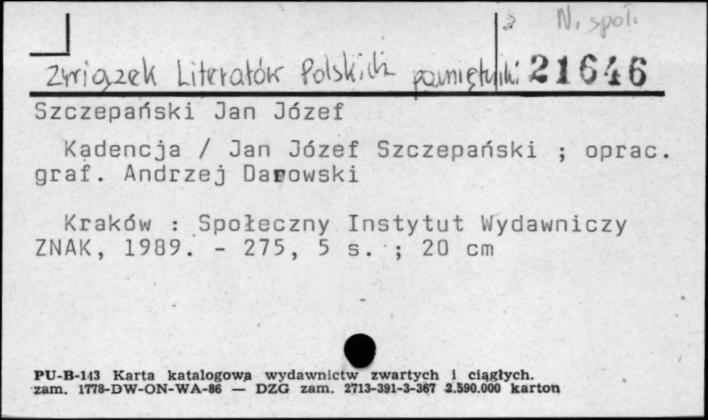 N. społ.
Związek Literatów Polskich pamiętniki 21646
Szczepański Jan Józef
Kadencja / Jan Józef Szczepański ; oprac.
graf. Andrzej Darowski
Kraków : Społeczny Instytut Wydawniczy
ZNAK, 1989. - 275, 5 s. ; 20 cm
PU-B-143 Karta katalogowa wydawnictw zwartych i ciągłych.
zam. 1778-DW-ON-WA-86 — DZG zam. 2713-391-3-367 2.590.000 karton